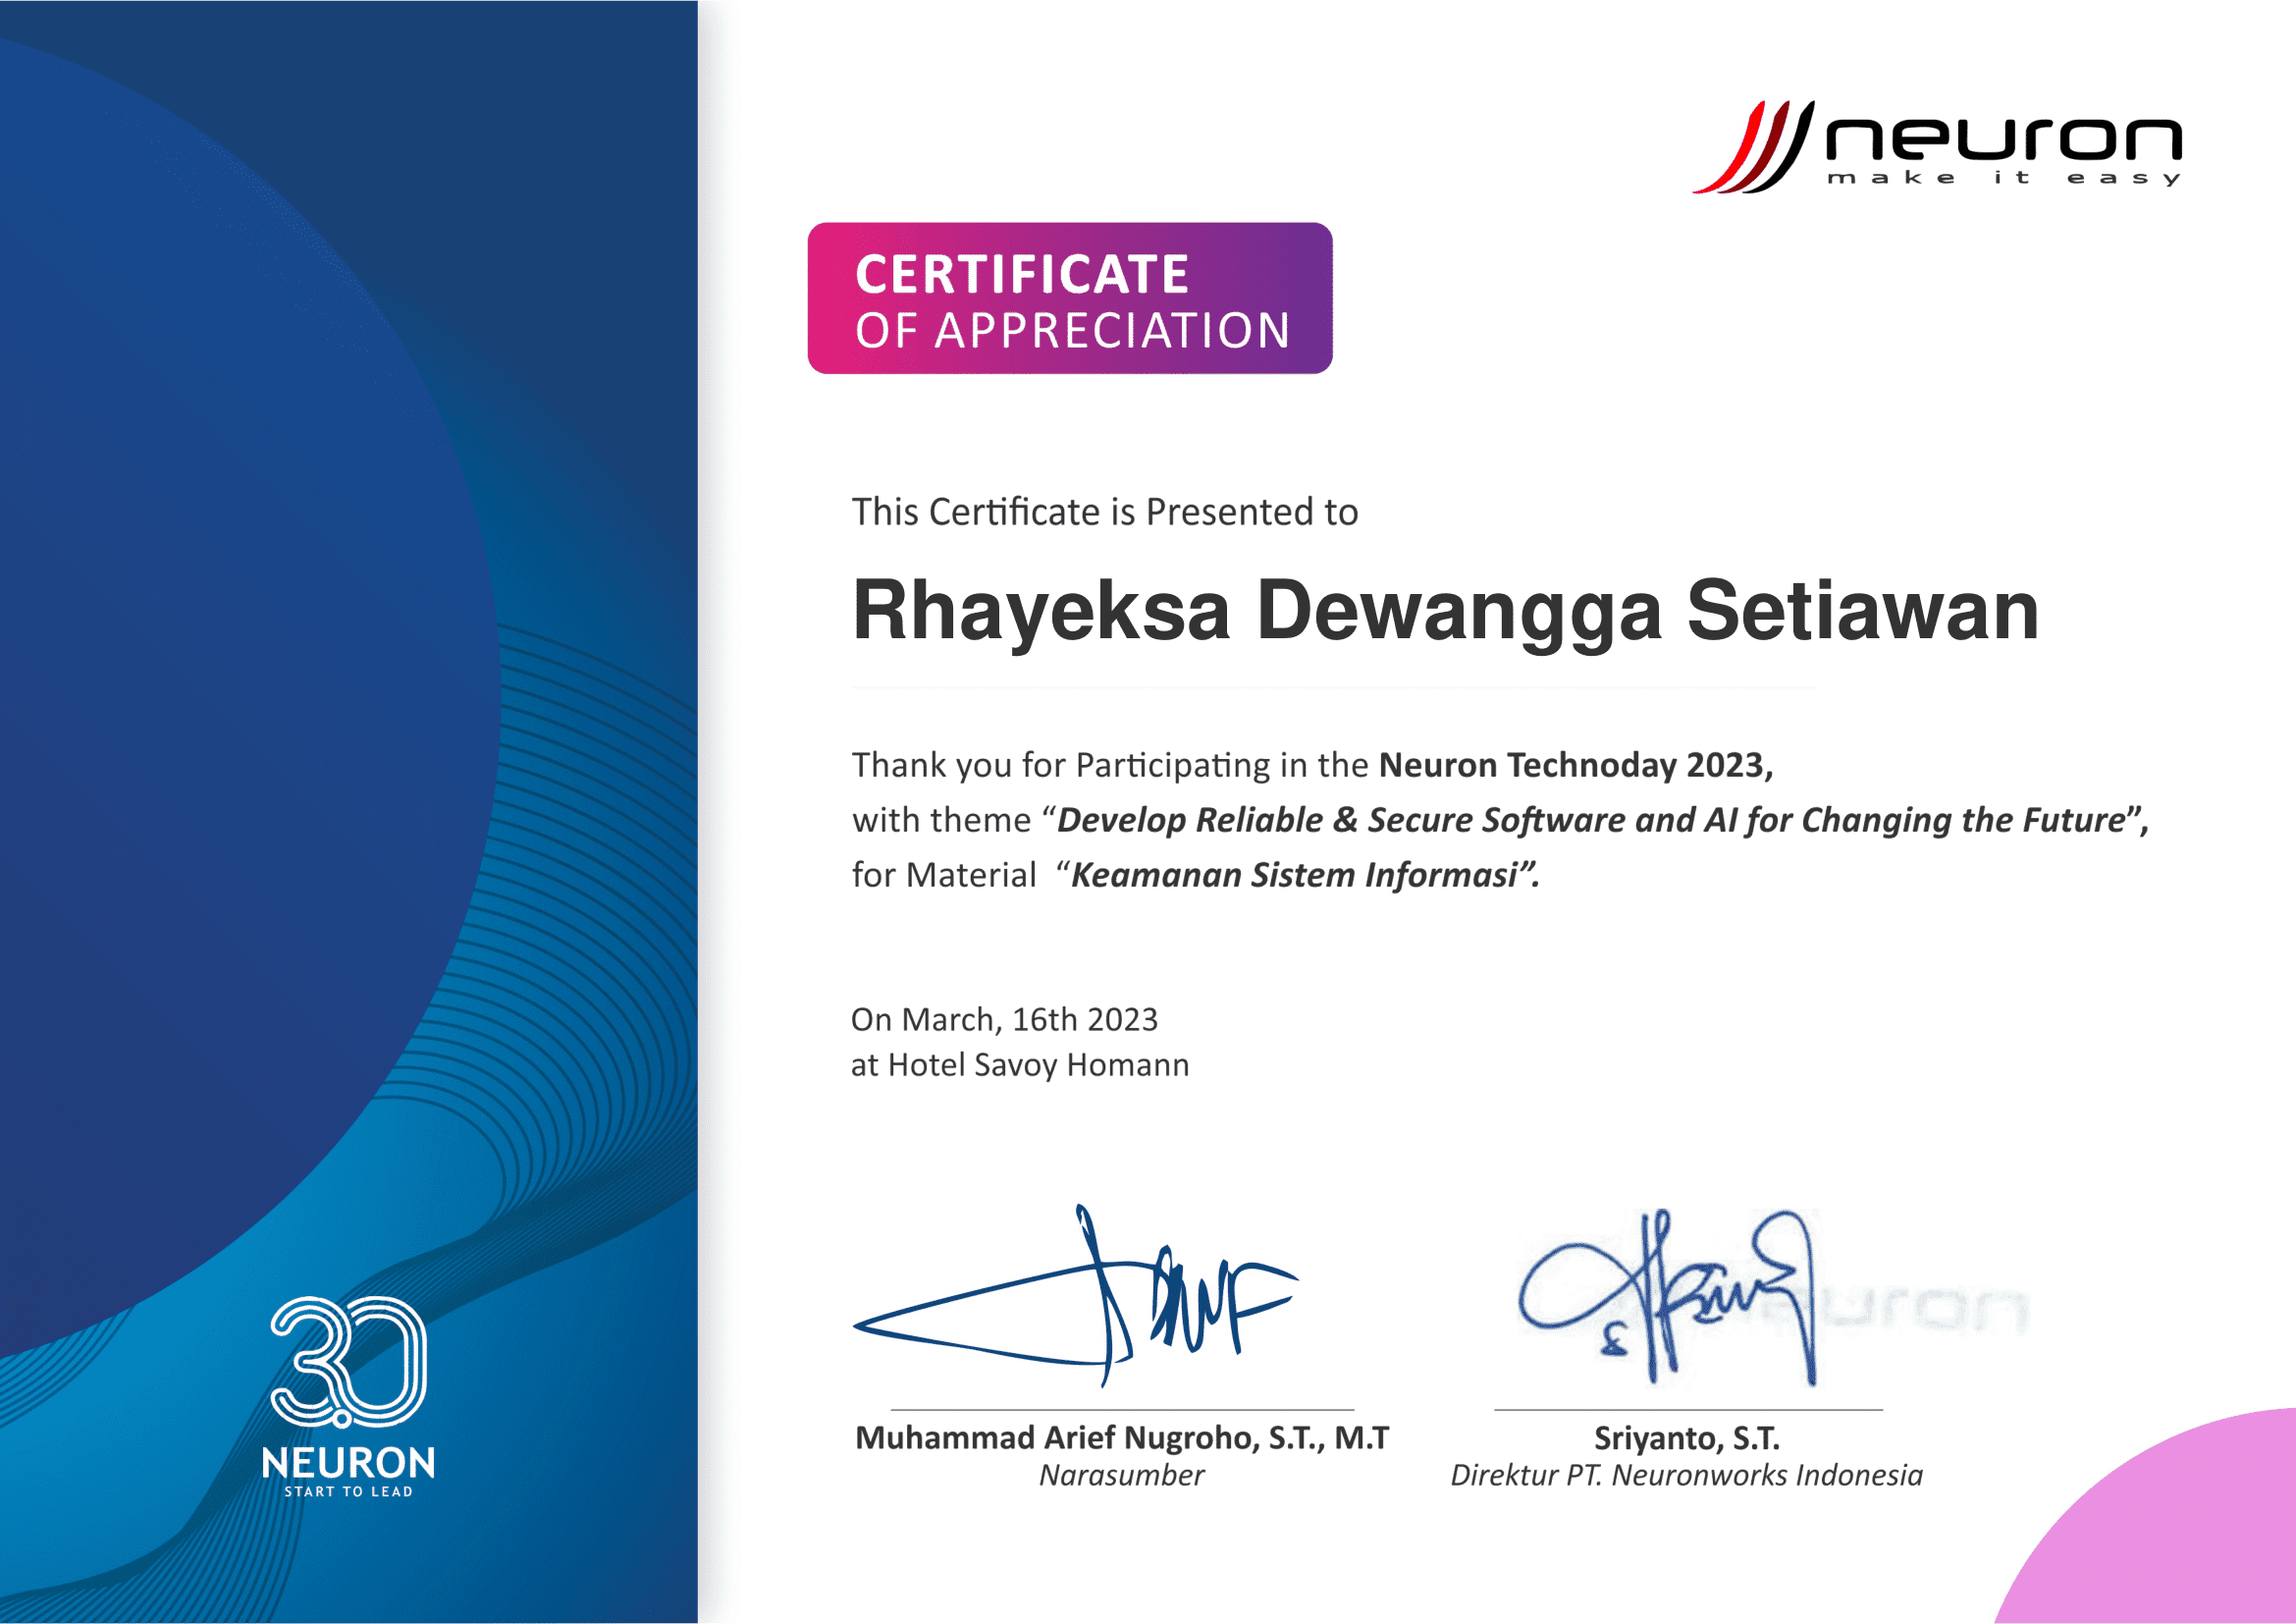 neuron
make it easy
CERTIFICATE
OF APPRECIATION
This Certificate is Presented to
Rhayeksa Dewangga Setiawan
Thank you for Participating in the Neuron Technoday 2023,
with theme “Develop Reliable & Secure Software and AI for Changing the Future”,
for Material “Keamanan Sistem Informasi”.
On March, 16th 2023
at Hotel Savoy Homann
neuron
Muhammad Arief Nugroho, S.T., M.T
Narasumber
Sriyanto, S.T.
Direktur PT. Neuronworks Indonesia
3.0
NEURON
START TO LEAD